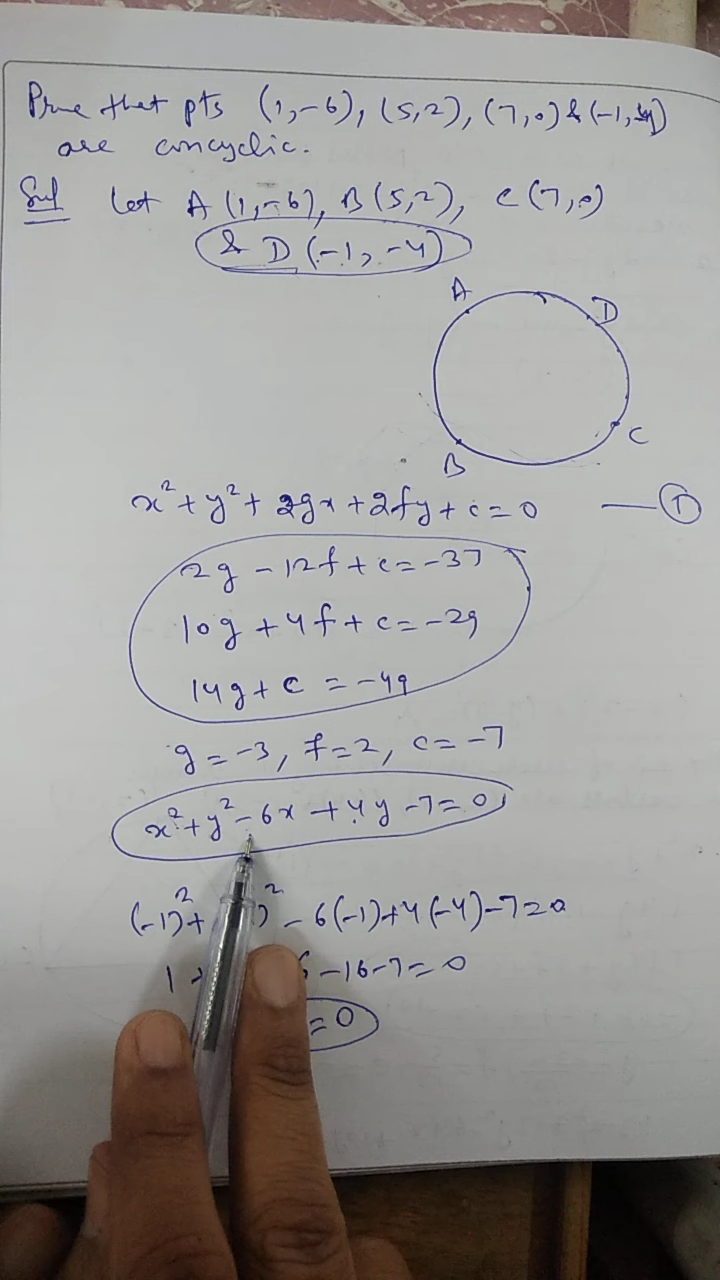 Prove that pts (1,-6), (5,2), (7,0) & (-1,-4)
are concyclic.
Sol Let A (1,-6), B (5,2), C (7,0)
& D (-1, -4)
A
D
C
B
x²+y²+2gx+2fy+c=0 — ①
2g -12f+c=-37
10g +4f+c=-29
14g+c = -49
g=-3, f=2, c=-7
x²+y²-6x+4y-7=0
(-1)²+ )² -6(-1)+4(-4)-7=0
1+ 6-16-7=0
=0